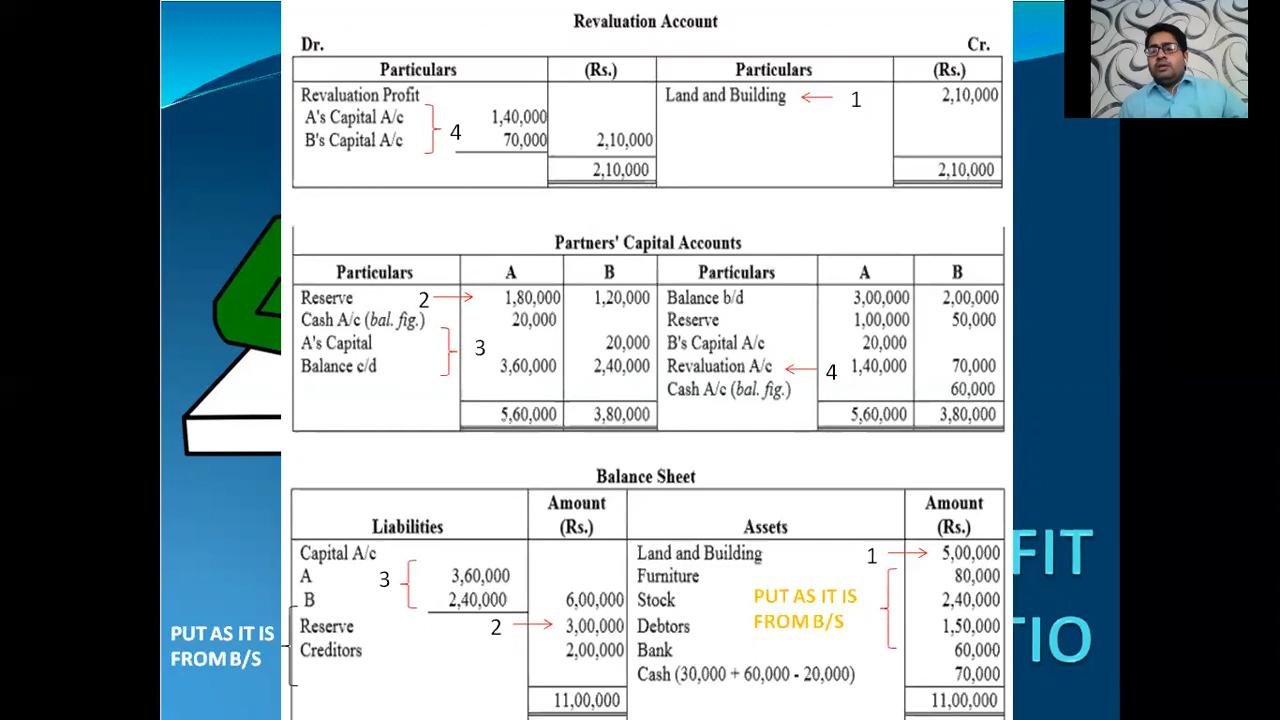 Revaluation Account
Dr. Cr.
Particulars (Rs.) Particulars (Rs.)
Revaluation Profit Land and Building 1 2,10,000
A's Capital A/c 1,40,000
4
B's Capital A/c 70,000 2,10,000
2,10,000 2,10,000
Partners' Capital Accounts
Particulars A B Particulars A B
Reserve 2 1,80,000 1,20,000 Balance b/d 3,00,000 2,00,000
Cash A/c (bal. fig.) 20,000 Reserve 1,00,000 50,000
A's Capital 3 20,000 B's Capital A/c 20,000
Balance c/d 3,60,000 2,40,000 Revaluation A/c 4 1,40,000 70,000
Cash A/c (bal. fig.) 60,000
5,60,000 3,80,000 5,60,000 3,80,000
Balance Sheet
Liabilities Amount (Rs.) Assets Amount (Rs.)
Capital A/c Land and Building 1 5,00,000
A 3 3,60,000 Furniture 80,000
B 2,40,000 6,00,000 Stock 2,40,000
Reserve 2 3,00,000 Debtors 1,50,000
Creditors 2,00,000 Bank 60,000
Cash (30,000 + 60,000 - 20,000) 70,000
11,00,000 11,00,000
PUT AS IT IS
FROM B/S
PUT AS IT IS
FROM B/S
FIT
TIO